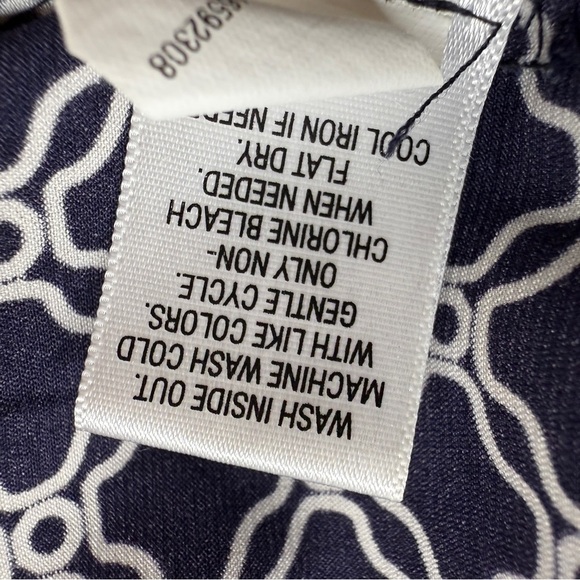 WASH INSIDE OUT.
MACHINE WASH COLD
WITH LIKE COLORS.
GENTLE CYCLE.
ONLY NON-
CHLORINE BLEACH
WHEN NEEDED.
FLAT DRY.
COOL IRON IF